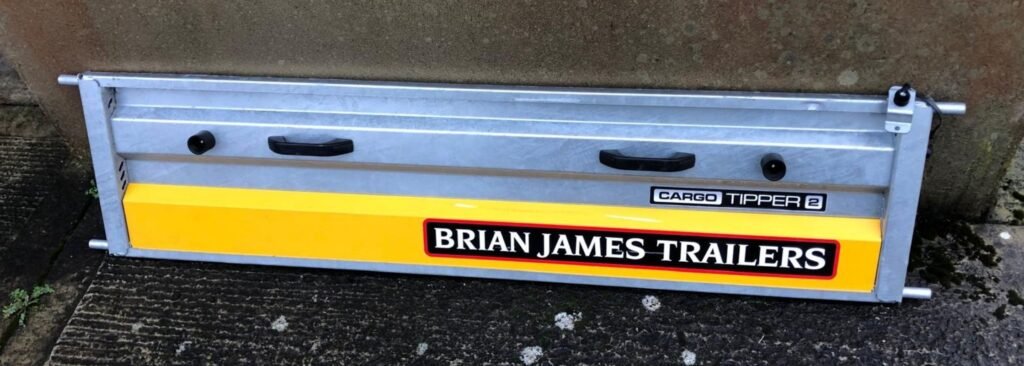 CARGO TIPPER 2
BRIAN JAMES TRAILERS